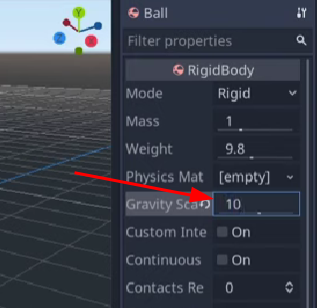 Y
Z
X
Ball
Filter properties
RigidBody
Mode Rigid
Mass 1
Weight 9.8
Physics Mat [empty]
Gravity Sca 10
Custom Inte On
Continuous On
Contacts Re 0